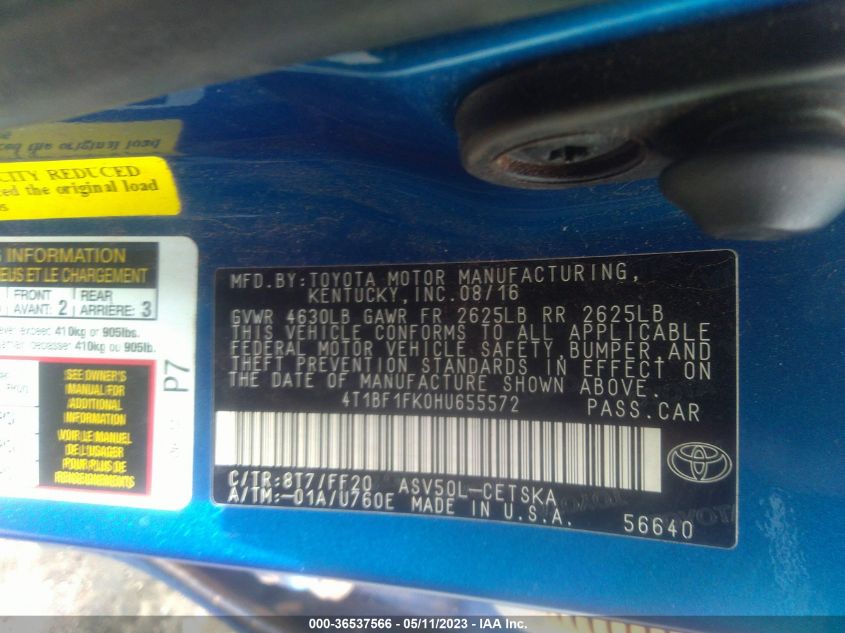 CITY REDUCED
the original load
INFORMATION
EUS ET LE CHARGEMENT
FRONT
AVANT: 2
REAR
ARRIÈRE: 3
exceed 410kg or 905lbs.
410kg ou 905lb.
SEE OWNER'S
MANUAL FOR
ADDITIONAL
INFORMATION
VOIR LE MANUEL
DE L'USAGER
POUR PLUS DE
RENSEIGNEMENTS
P7
MFD.BY:TOYOTA MOTOR MANUFACTURING,
KENTUCKY,INC.08/16
GVWR 4630LB GAWR FR 2625LB RR 2625LB
THIS VEHICLE CONFORMS TO ALL APPLICABLE
FEDERAL MOTOR VEHICLE SAFETY,BUMPER,AND
THEFT PREVENTION STANDARDS IN EFFECT ON
THE DATE OF MANUFACTURE SHOWN ABOVE.
4T1BF1FK0HU655572 PASS.CAR
C/TR:8T7/FF20 ASV50L-CETSKA
A/TM:-01A/U760E MADE IN U.S.A.
56640
TOYOTA
000-36537566 - 05/11/2023 - IAA Inc.